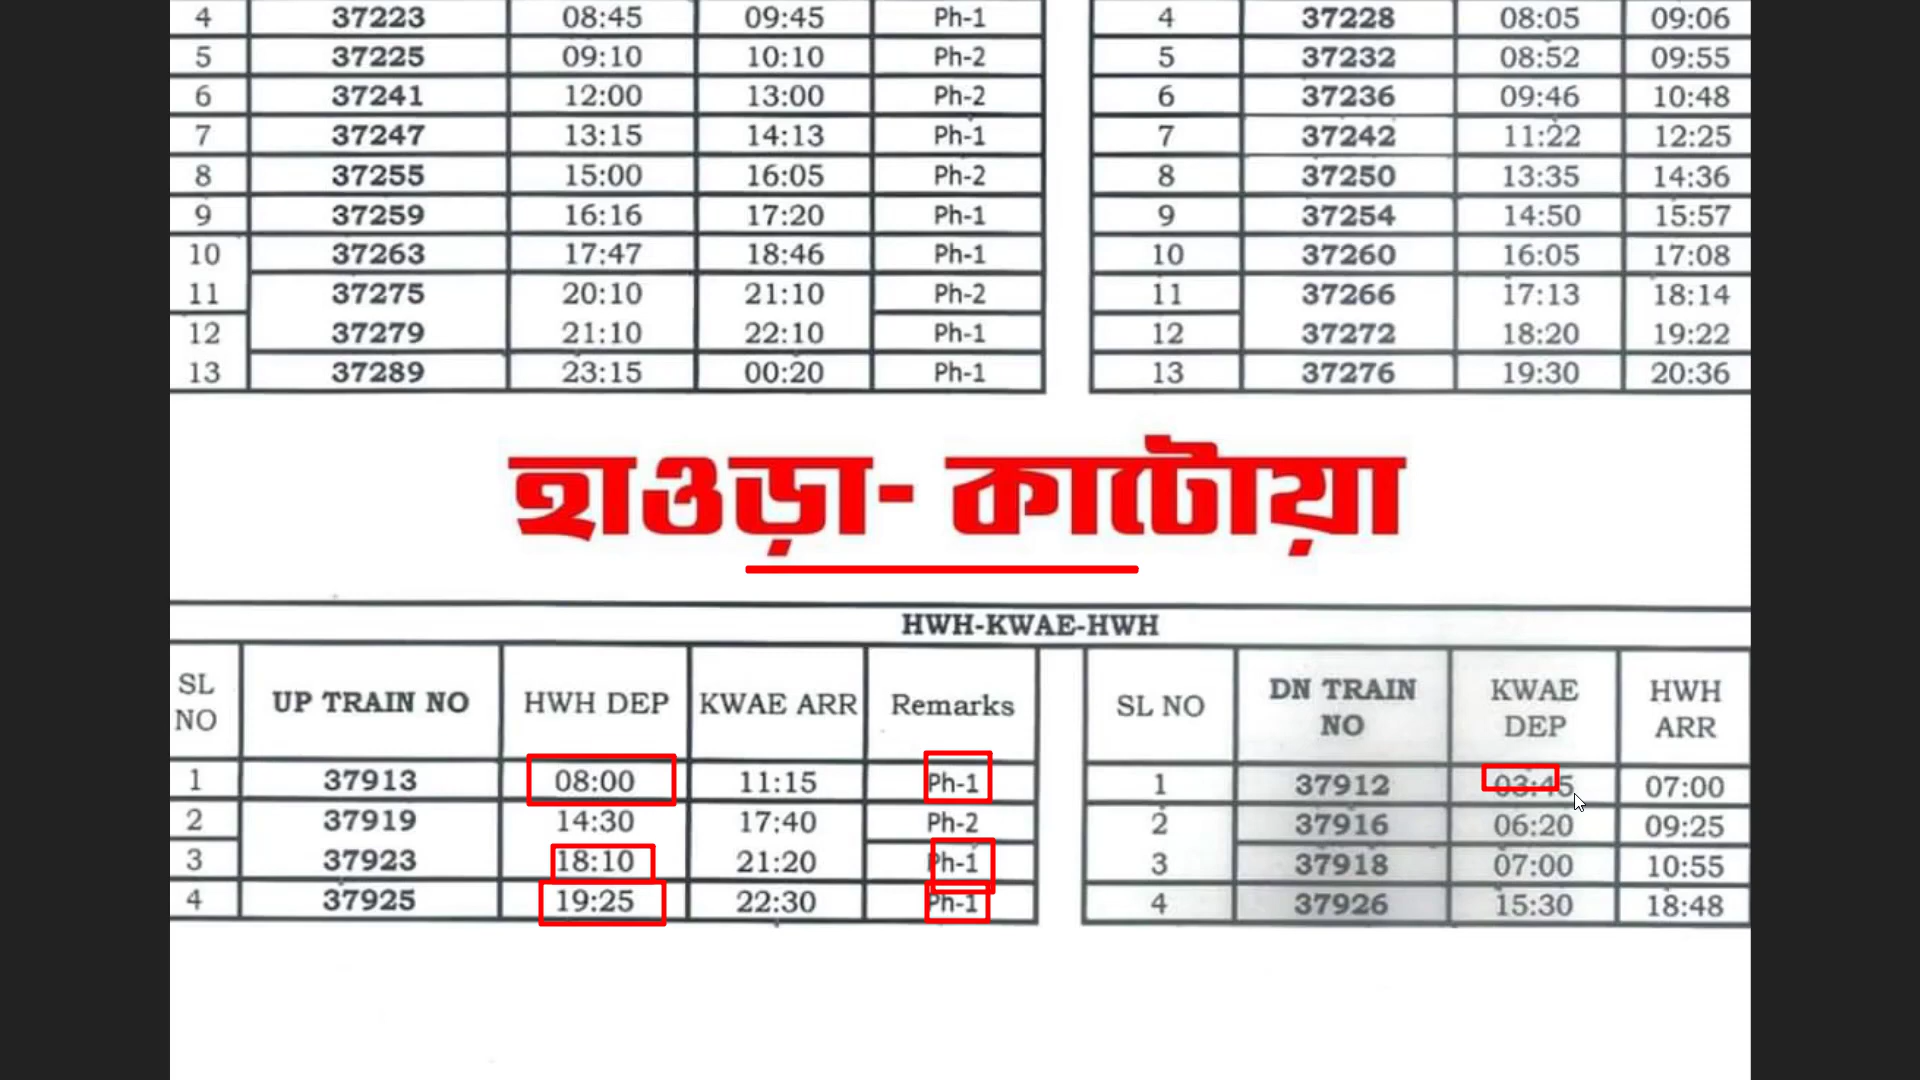 4 37223 08:45 09:45 Ph-1 4 37228 08:05 09:06
5 37225 09:10 10:10 Ph-2 5 37232 08:52 09:55
6 37241 12:00 13:00 Ph-2 6 37236 09:46 10:48
7 37247 13:15 14:13 Ph-1 7 37242 11:22 12:25
8 37255 15:00 16:05 Ph-2 8 37250 13:35 14:36
9 37259 16:16 17:20 Ph-1 9 37254 14:50 15:57
10 37263 17:47 18:46 Ph-1 10 37260 16:05 17:08
11 37275 20:10 21:10 Ph-2 11 37266 17:13 18:14
12 37279 21:10 22:10 Ph-1 12 37272 18:20 19:22
13 37289 23:15 00:20 Ph-1 13 37276 19:30 20:36
হাওড়া- কাটোয়া
HWH-KWAE-HWH
SL NO UP TRAIN NO HWH DEP KWAE ARR Remarks SL NO DN TRAIN NO KWAE DEP HWH ARR
1 37913 08:00 11:15 Ph-1 1 37912 03:45 07:00
2 37919 14:30 17:40 Ph-2 2 37916 06:20 09:25
3 37923 18:10 21:20 Ph-1 3 37918 07:00 10:55
4 37925 19:25 22:30 Ph-1 4 37926 15:30 18:48